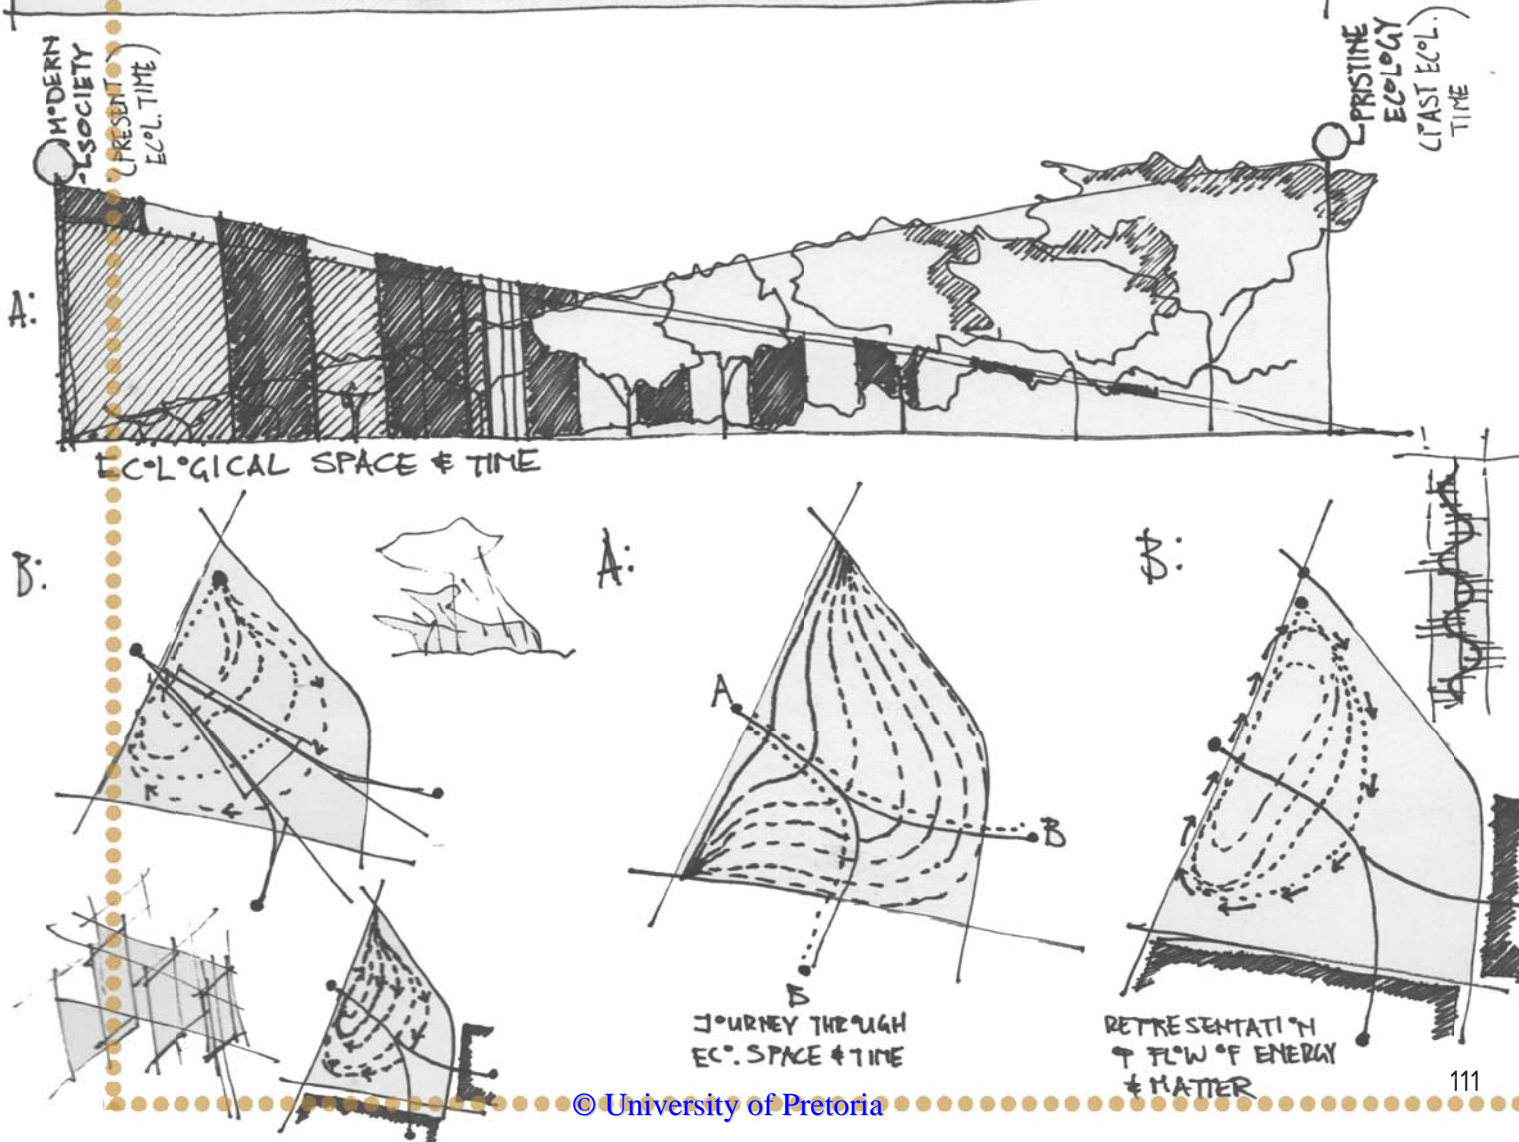 MODERN
SOCIETY
(PRESENT)
ECOL. TIME)
PRISTINE
ECOLOGY
(PAST ECOL.)
TIME
A:
ECOLOGICAL SPACE & TIME
B:
A:
B:
A
B
B
JOURNEY THROUGH
ECO. SPACE & TIME
REPRESENTATION
OF FLOW OF ENERGY
& MATTER
111
© University of Pretoria